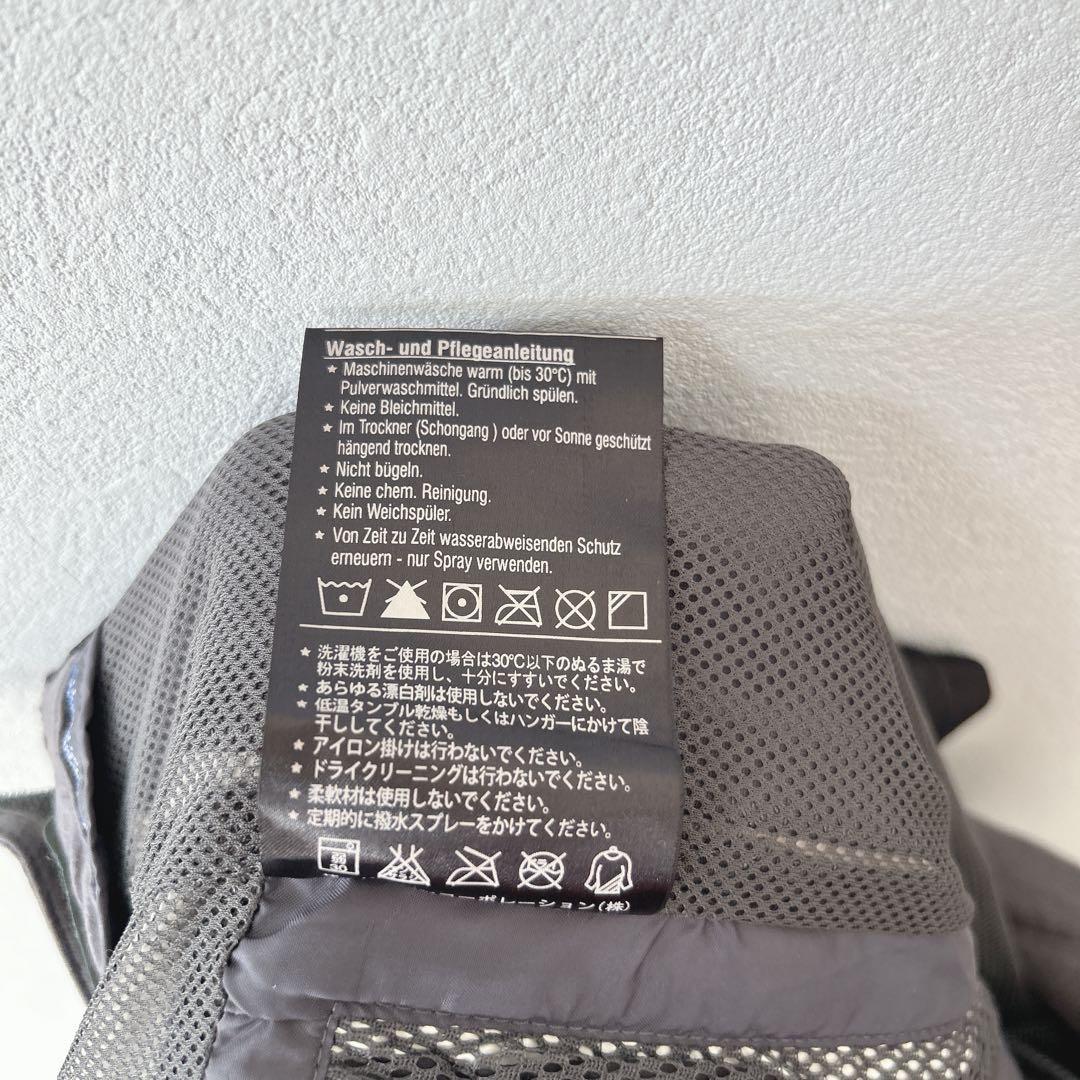 Wasch- und Pflegeanleitung
★ Maschinenwäsche warm (bis 30°C) mit
Pulverwaschmittel. Gründlich spülen.
★ Keine Bleichmittel.
★ Im Trockner (Schongang ) oder vor Sonne geschützt
hängend trocknen.
★ Nicht bügeln.
★ Keine chem. Reinigung.
★ Kein Weichspüler.
★ Von Zeit zu Zeit wasserabweisenden Schutz
erneuern - nur Spray verwenden.
★ 洗濯機をご使用の場合は30℃以下のぬるま湯で
粉末洗剤を使用し、十分にすすいでください。
★ あらゆる漂白剤は使用しないでください。
★ 低温タンブル乾燥もしくはハンガーにかけて陰
干ししてください。
★ アイロン掛けは行わないでください。
★ ドライクリーニングは行わないでください。
★ 柔軟材は使用しないでください。
★ 定期的に撥水スプレーをかけてください。
ーポレーション(株)